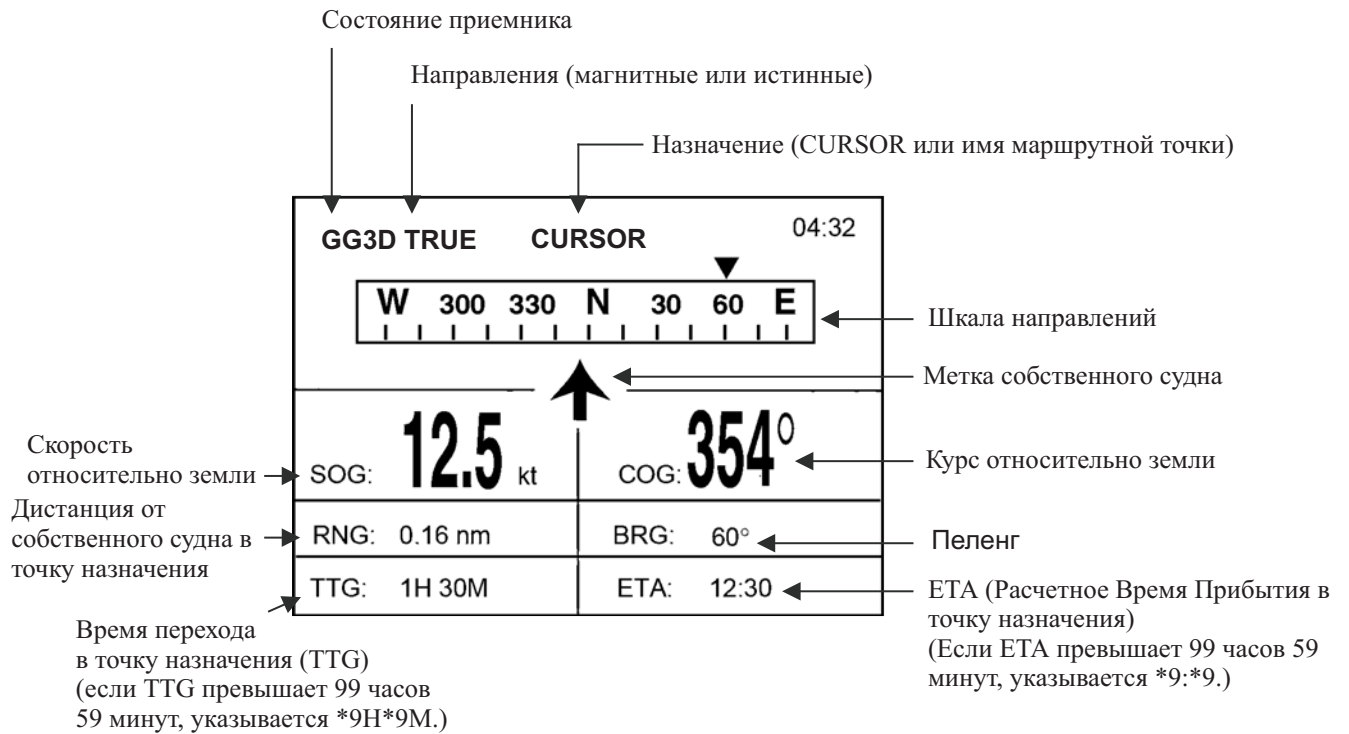 Состояние приемника
Направления (магнитные или истинные)
Назначение (CURSOR или имя маршрутной точки)
GG3D TRUE CURSOR 04:32
W 300 330 N 30 60 E
Шкала направлений
Метка собственного судна
Скорость
относительно земли
SOG: 12.5 kt
COG: 354°
Курс относительно земли
Дистанция от
собственного судна в
точку назначения
RNG: 0.16 nm
BRG: 60°
Пеленг
TTG: 1H 30M
ETA: 12:30
Время перехода
в точку назначения (TTG)
(если TTG превышает 99 часов
59 минут, указывается *9H*9M.)
ETA (Расчетное Время Прибытия в
точку назначения)
(Если ETA превышает 99 часов 59
минут, указывается *9:*9.)